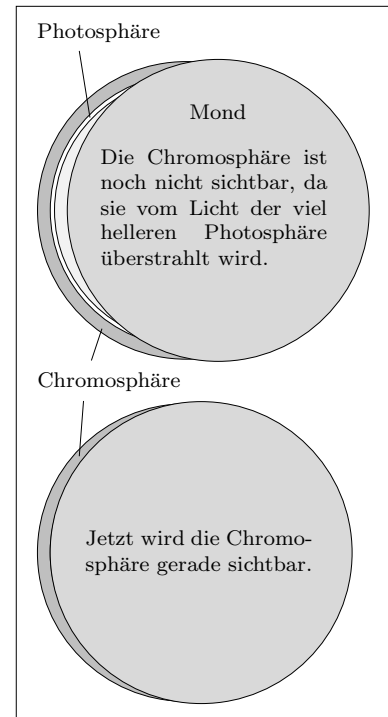 Photosphäre
Mond
Die Chromosphäre ist
noch nicht sichtbar, da
sie vom Licht der viel
helleren Photosphäre
überstrahlt wird.
Chromosphäre
Jetzt wird die Chromo-
sphäre gerade sichtbar.